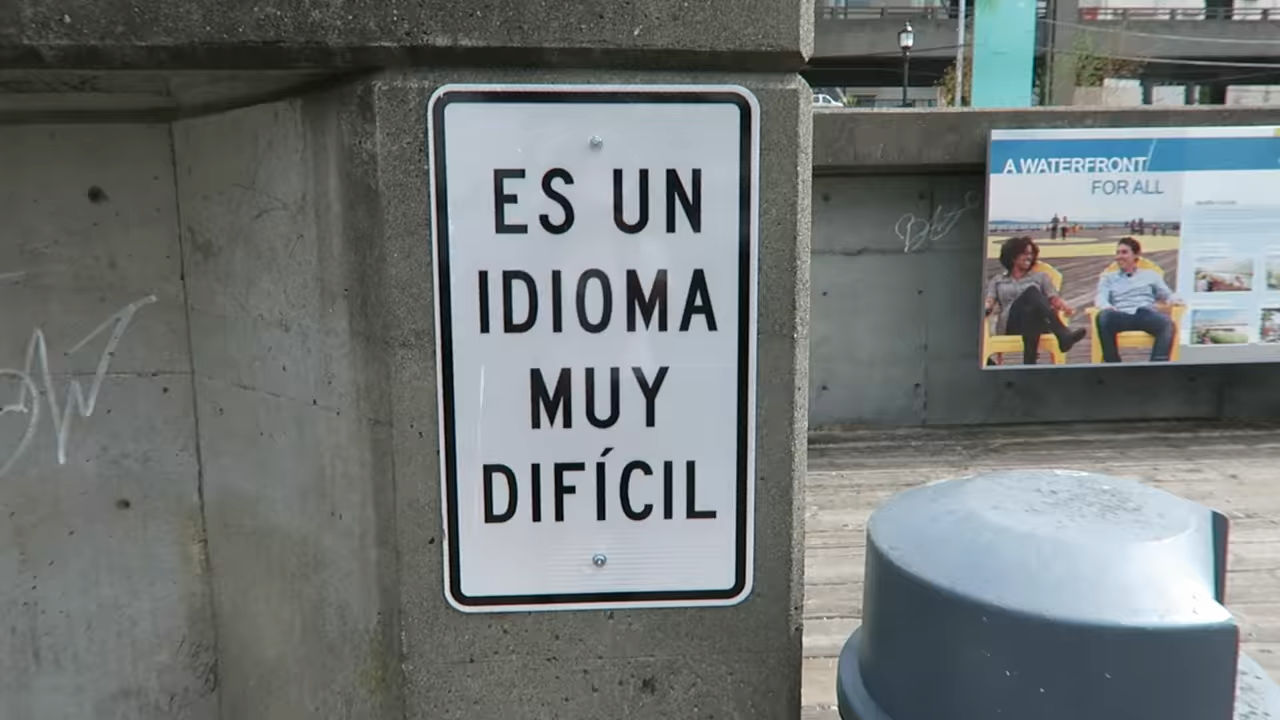 ES UN
IDIOMA
MUY
DIFÍCIL
A WATERFRONT
FOR ALL